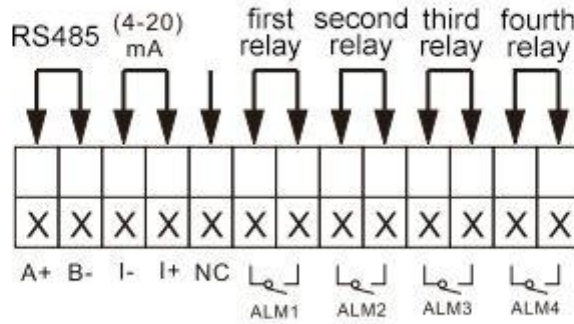 RS485 (4-20) mA first relay second relay third relay fourth relay
X X X X X X X X X X X X X
A+ B- I- I+ NC
ALM1 ALM2 ALM3 ALM4